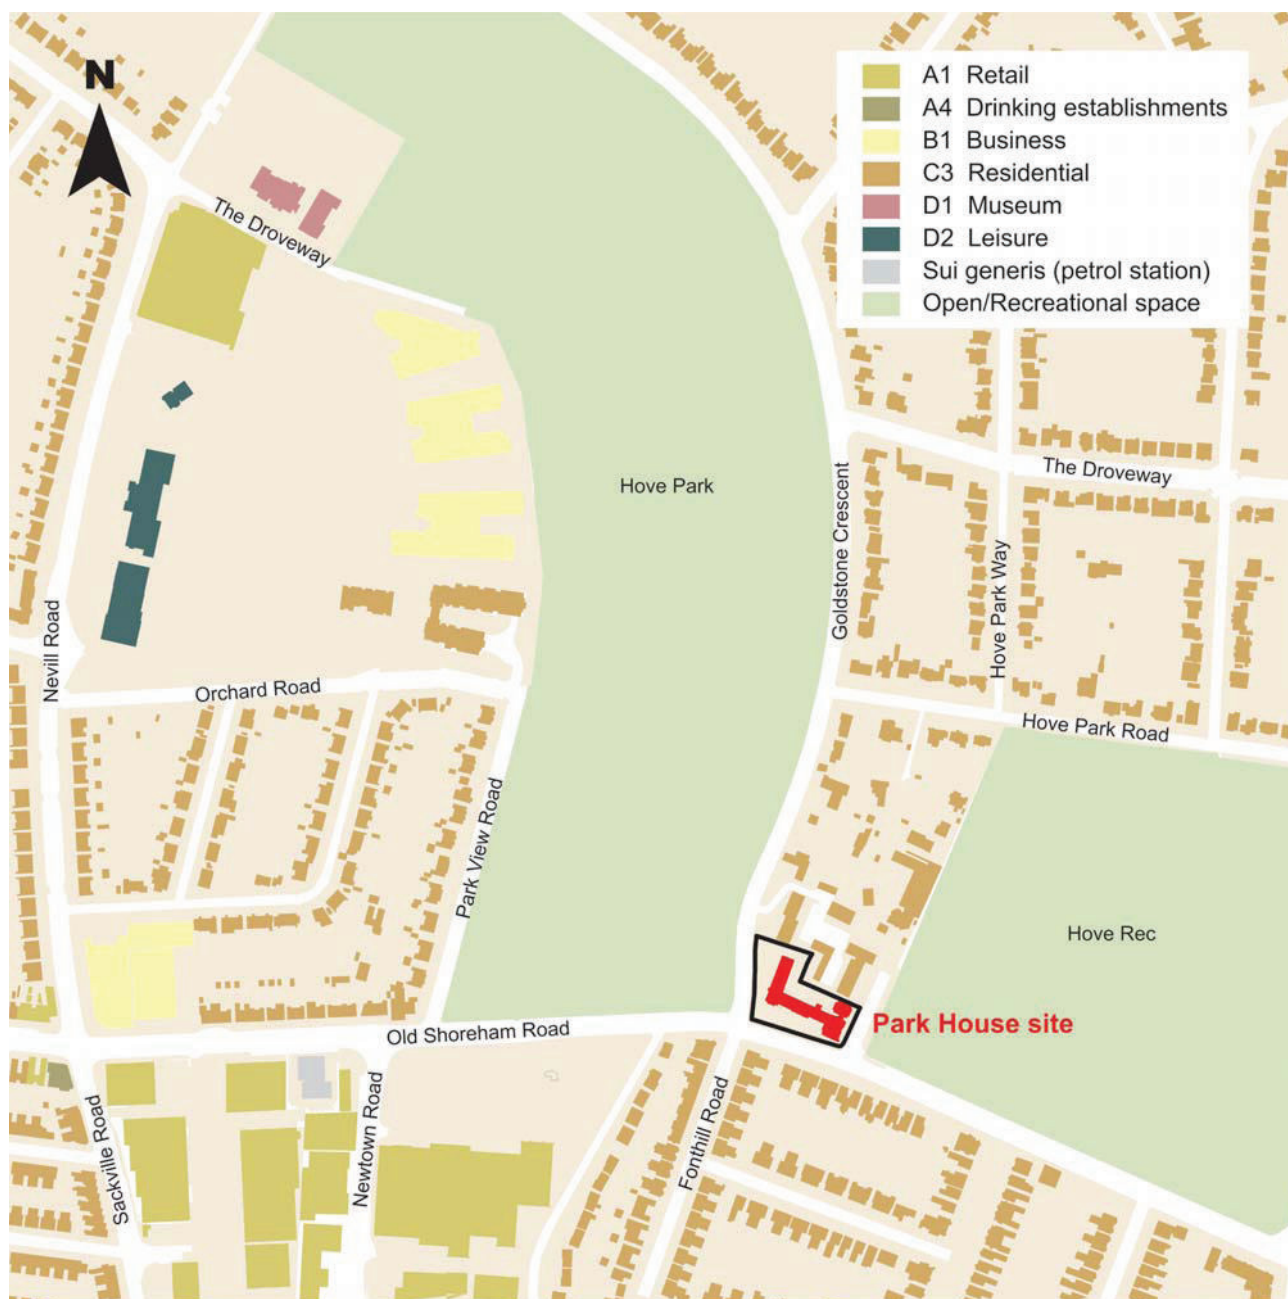 N
A1 Retail
A4 Drinking establishments
B1 Business
C3 Residential
D1 Museum
D2 Leisure
Sui generis (petrol station)
Open/Recreational space
The Droveway
Hove Park
The Droveway
Goldstone Crescent
Hove Park Way
Nevill Road
Orchard Road
Hove Park Road
Park View Road
Hove Rec
Park House site
Old Shoreham Road
Sackville Road
Newtown Road
Fonthill Road